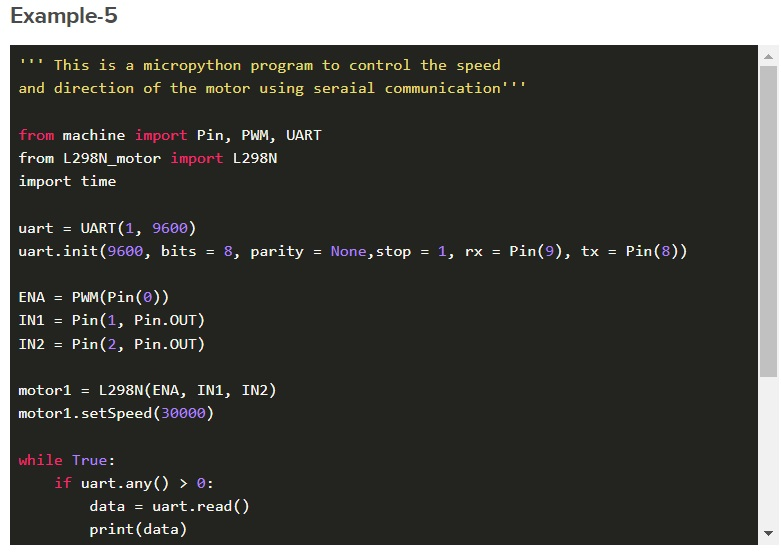 Example-5
''' This is a micropython program to control the speed
and direction of the motor using seraial communication'''
from machine import Pin, PWM, UART
from L298N_motor import L298N
import time
uart = UART(1, 9600)
uart.init(9600, bits = 8, parity = None,stop = 1, rx = Pin(9), tx = Pin(8))
ENA = PWM(Pin(0))
IN1 = Pin(1, Pin.OUT)
IN2 = Pin(2, Pin.OUT)
motor1 = L298N(ENA, IN1, IN2)
motor1.setSpeed(30000)
while True:
    if uart.any() > 0:
        data = uart.read()
        print(data)